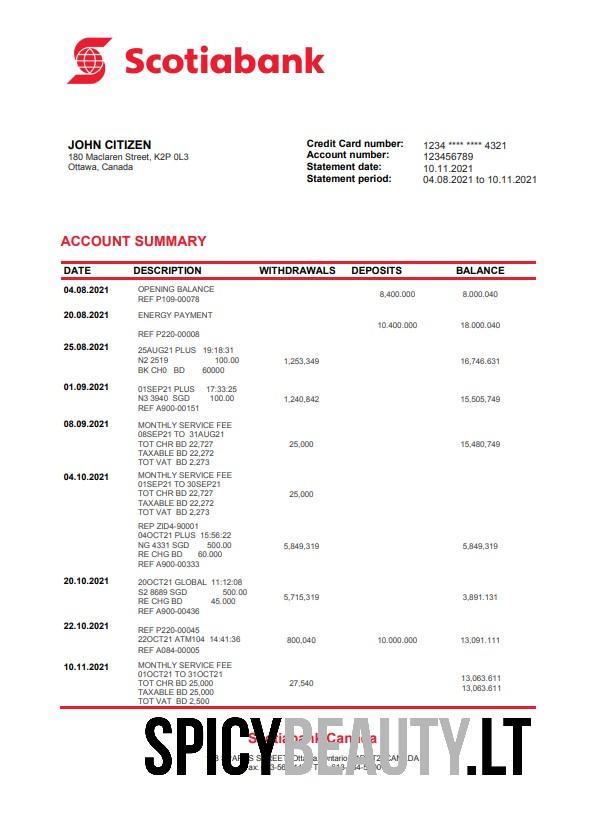 Scotiabank
JOHN CITIZEN
180 Maclaren Street, K2P 0L3
Ottawa, Canada
Credit Card number: 1234 **** **** 4321
Account number: 123456789
Statement date: 10.11.2021
Statement period: 04.08.2021 to 10.11.2021
ACCOUNT SUMMARY
DATE DESCRIPTION WITHDRAWALS DEPOSITS BALANCE
04.08.2021 OPENING BALANCE
REF P109-00078 8,400.000 8.000.040
20.08.2021 ENERGY PAYMENT
10.400.000 18.000.040
REF P220-00008
25.08.2021
25AUG21 PLUS 19:18:31
N2 2519 100.00 1,253,349 16,746.631
BK CH0 BD 60000
01.09.2021 01SEP21 PLUS 17:33:25
N3 3940 SGD 100.00 1,240,842 15,505,749
REF A900-00151
08.09.2021 MONTHLY SERVICE FEE
08SEP21 TO 31AUG21
TOT CHR BD 22,727 25,000 15,480,749
TAXABLE BD 22,272
TOT VAT BD 2,273
04.10.2021 MONTHLY SERVICE FEE
01SEP21 TO 30SEP21
TOT CHR BD 22,727 25,000
TAXABLE BD 22,272
TOT VAT BD 2,273
REP ZID4-90001
04OCT21 PLUS 15:56:22
NG 4331 SGD 500.00 5,849,319 5,849,319
RE CHG BD 60.000
REF A900-00333
20.10.2021 20OCT21 GLOBAL 11:12:08
S2 8689 SGD 500.00
RE CHG BD 45.000 5,715,319 3,891.131
REF A900-00436
22.10.2021 REF P220-00045
22OCT21 ATM104 14:41:36 800,040 10.000.000 13,091.111
REF A084-00005
10.11.2021 MONTHLY SERVICE FEE
01OCT21 TO 31OCT21 13,063.611
TOT CHR BD 25,000 27,540 13,063.611
TAXABLE BD 25,000
TOT VAT BD 2,500
Scotiabank Canada
SPICYBEAUTY.LT